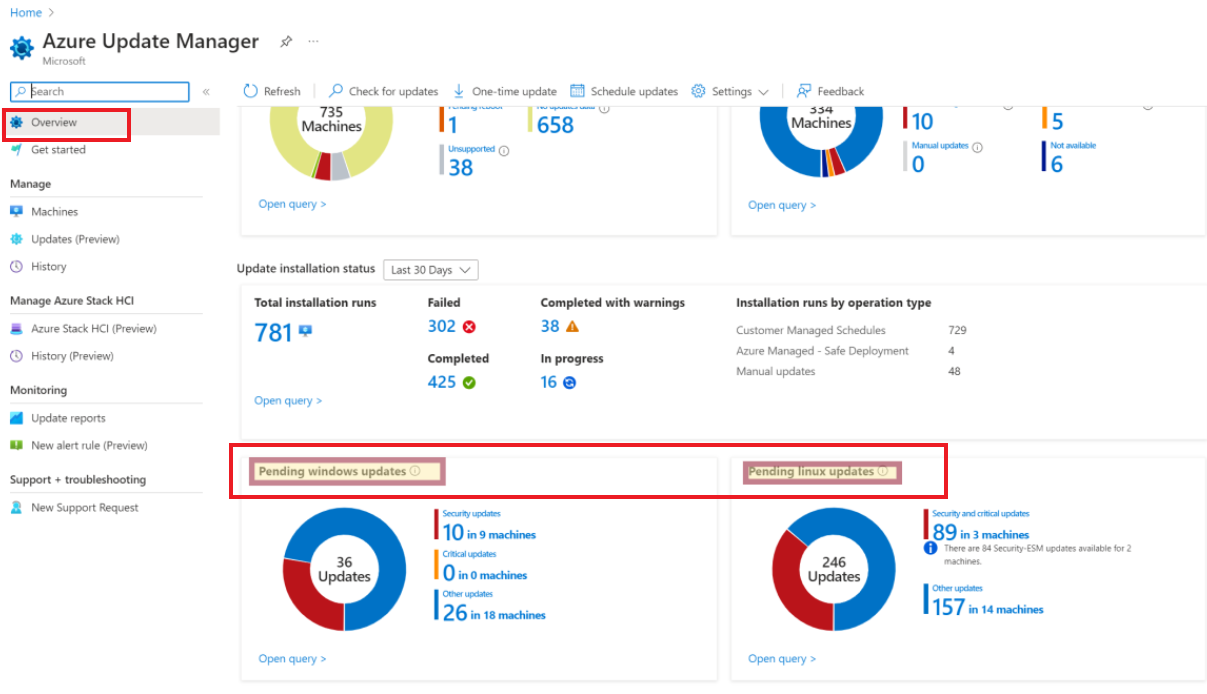 Home >
Azure Update Manager
Microsoft
Search
«
Refresh
Check for updates
One-time update
Schedule updates
Settings
Feedback
Overview
Get started
Manage
Machines
Updates (Preview)
History
Manage Azure Stack HCI
Azure Stack HCI (Preview)
History (Preview)
Monitoring
Update reports
New alert rule (Preview)
Support + troubleshooting
New Support Request
735
Machines
Pending reboot
1
No updates data
658
Unsupported
38
Open query >
334
Machines
10
5
Manual updates
0
Not available
6
Open query >
Update installation status
Last 30 Days
Total installation runs
781
Failed
302
Completed with warnings
38
Completed
425
In progress
16
Open query >
Installation runs by operation type
Customer Managed Schedules 729
Azure Managed - Safe Deployment 4
Manual updates 48
Pending windows updates
36
Updates
Security updates
10 in 9 machines
Critical updates
0 in 0 machines
Other updates
26 in 18 machines
Open query >
Pending linux updates
246
Updates
Security and critical updates
89 in 3 machines
There are 84 Security-ESM updates available for 2
machines.
Other updates
157 in 14 machines
Open query >